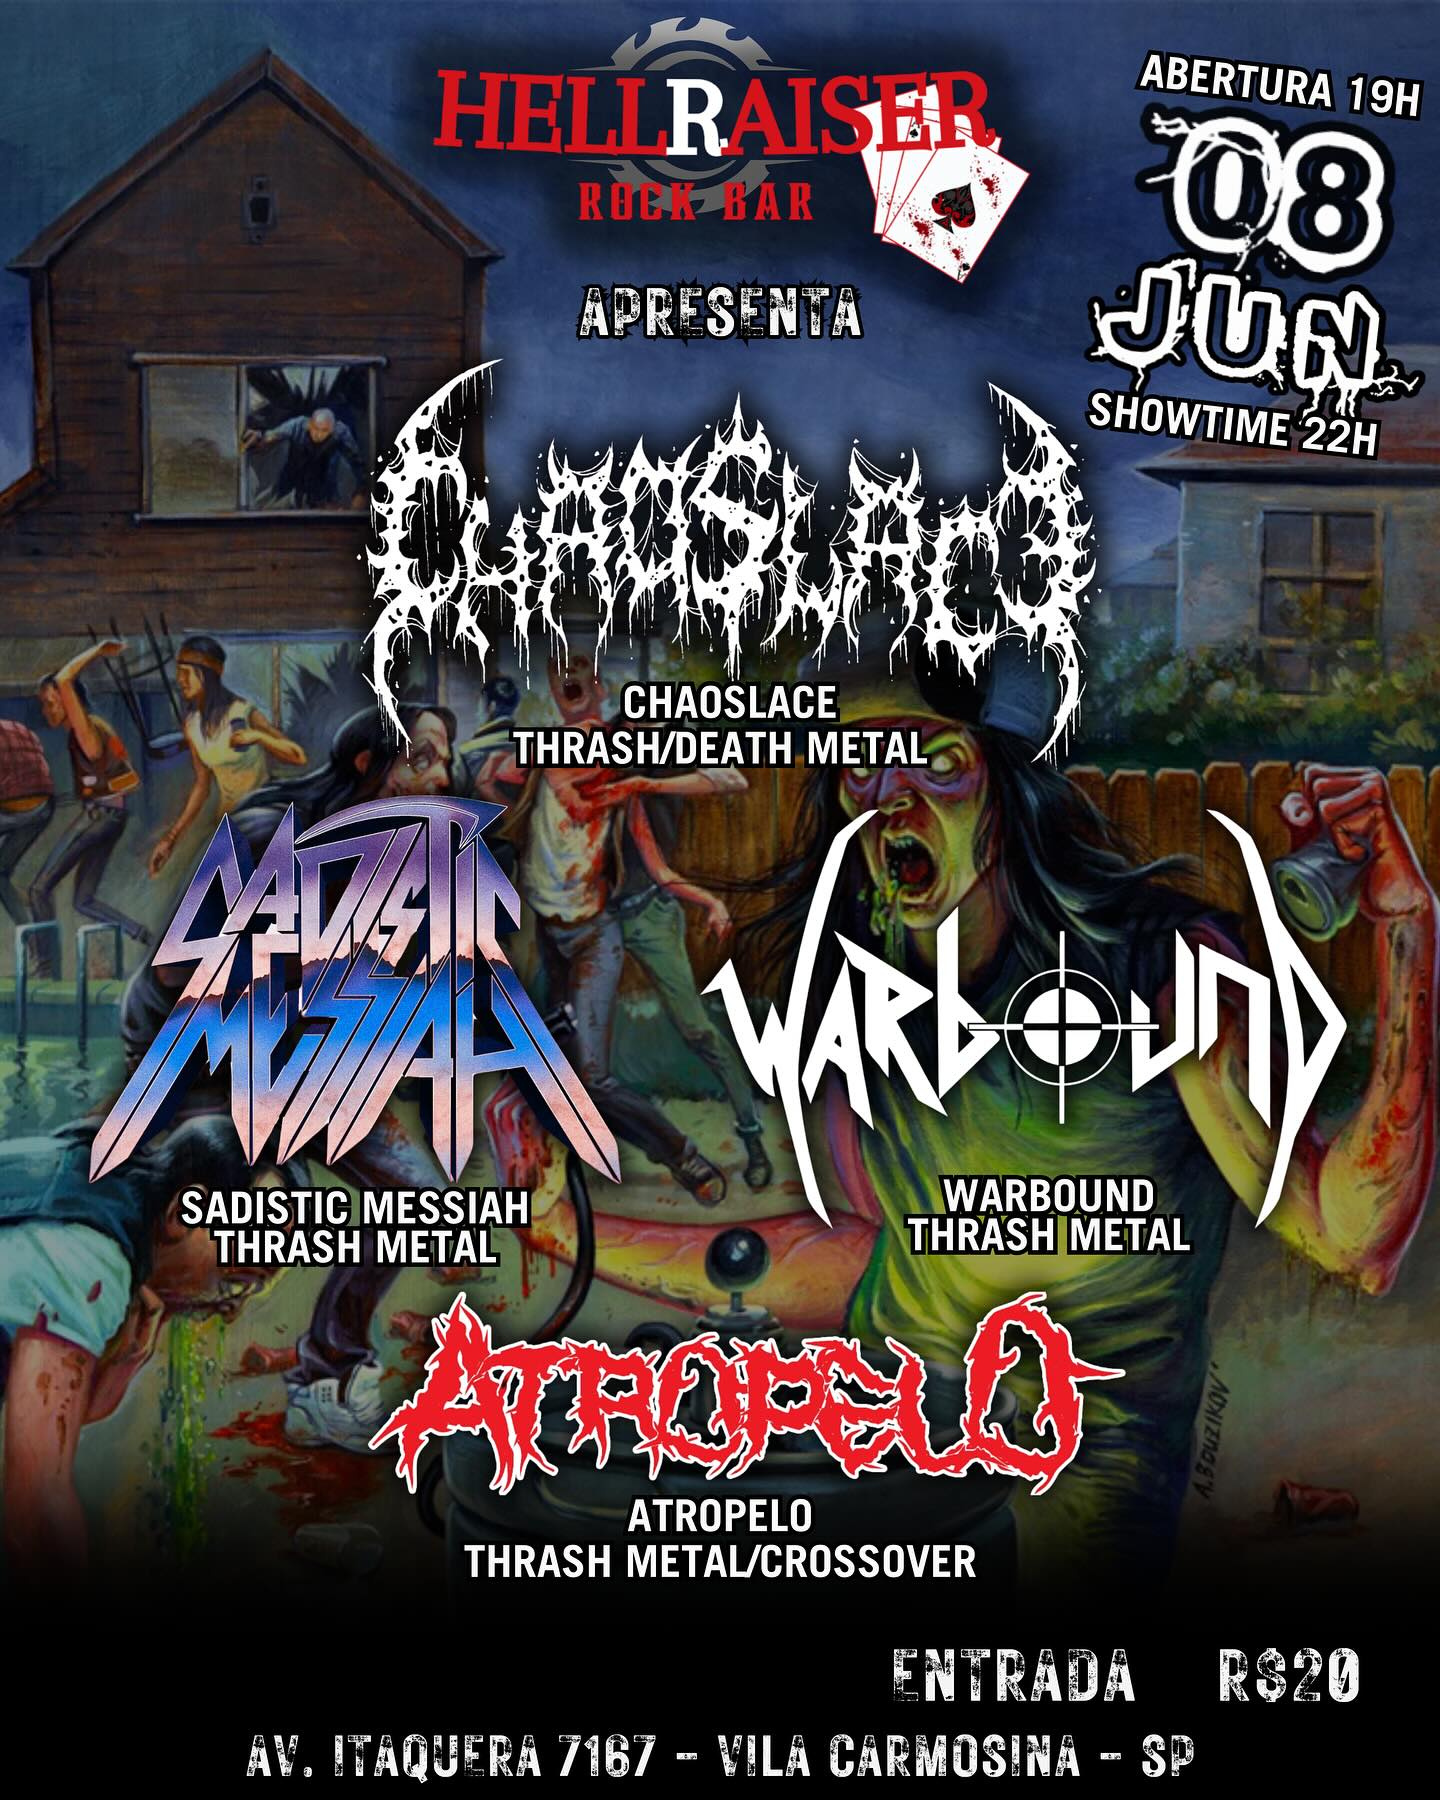 HELLRAISER
ROCK BAR
APRESENTA
ABERTURA 19H
08
JUN
SHOWTIME 22H
CHAOSLACE
CHAOSLACE
THRASH/DEATH METAL
SADISTIC
MESSIAH
SADISTIC MESSIAH
THRASH METAL
WARBOUND
WARBOUND
THRASH METAL
ATROPELO
ATROPELO
THRASH METAL/CROSSOVER
ENTRADA R$20
AV. ITAQUERA 7167 - VILA CARMOSINA - SP